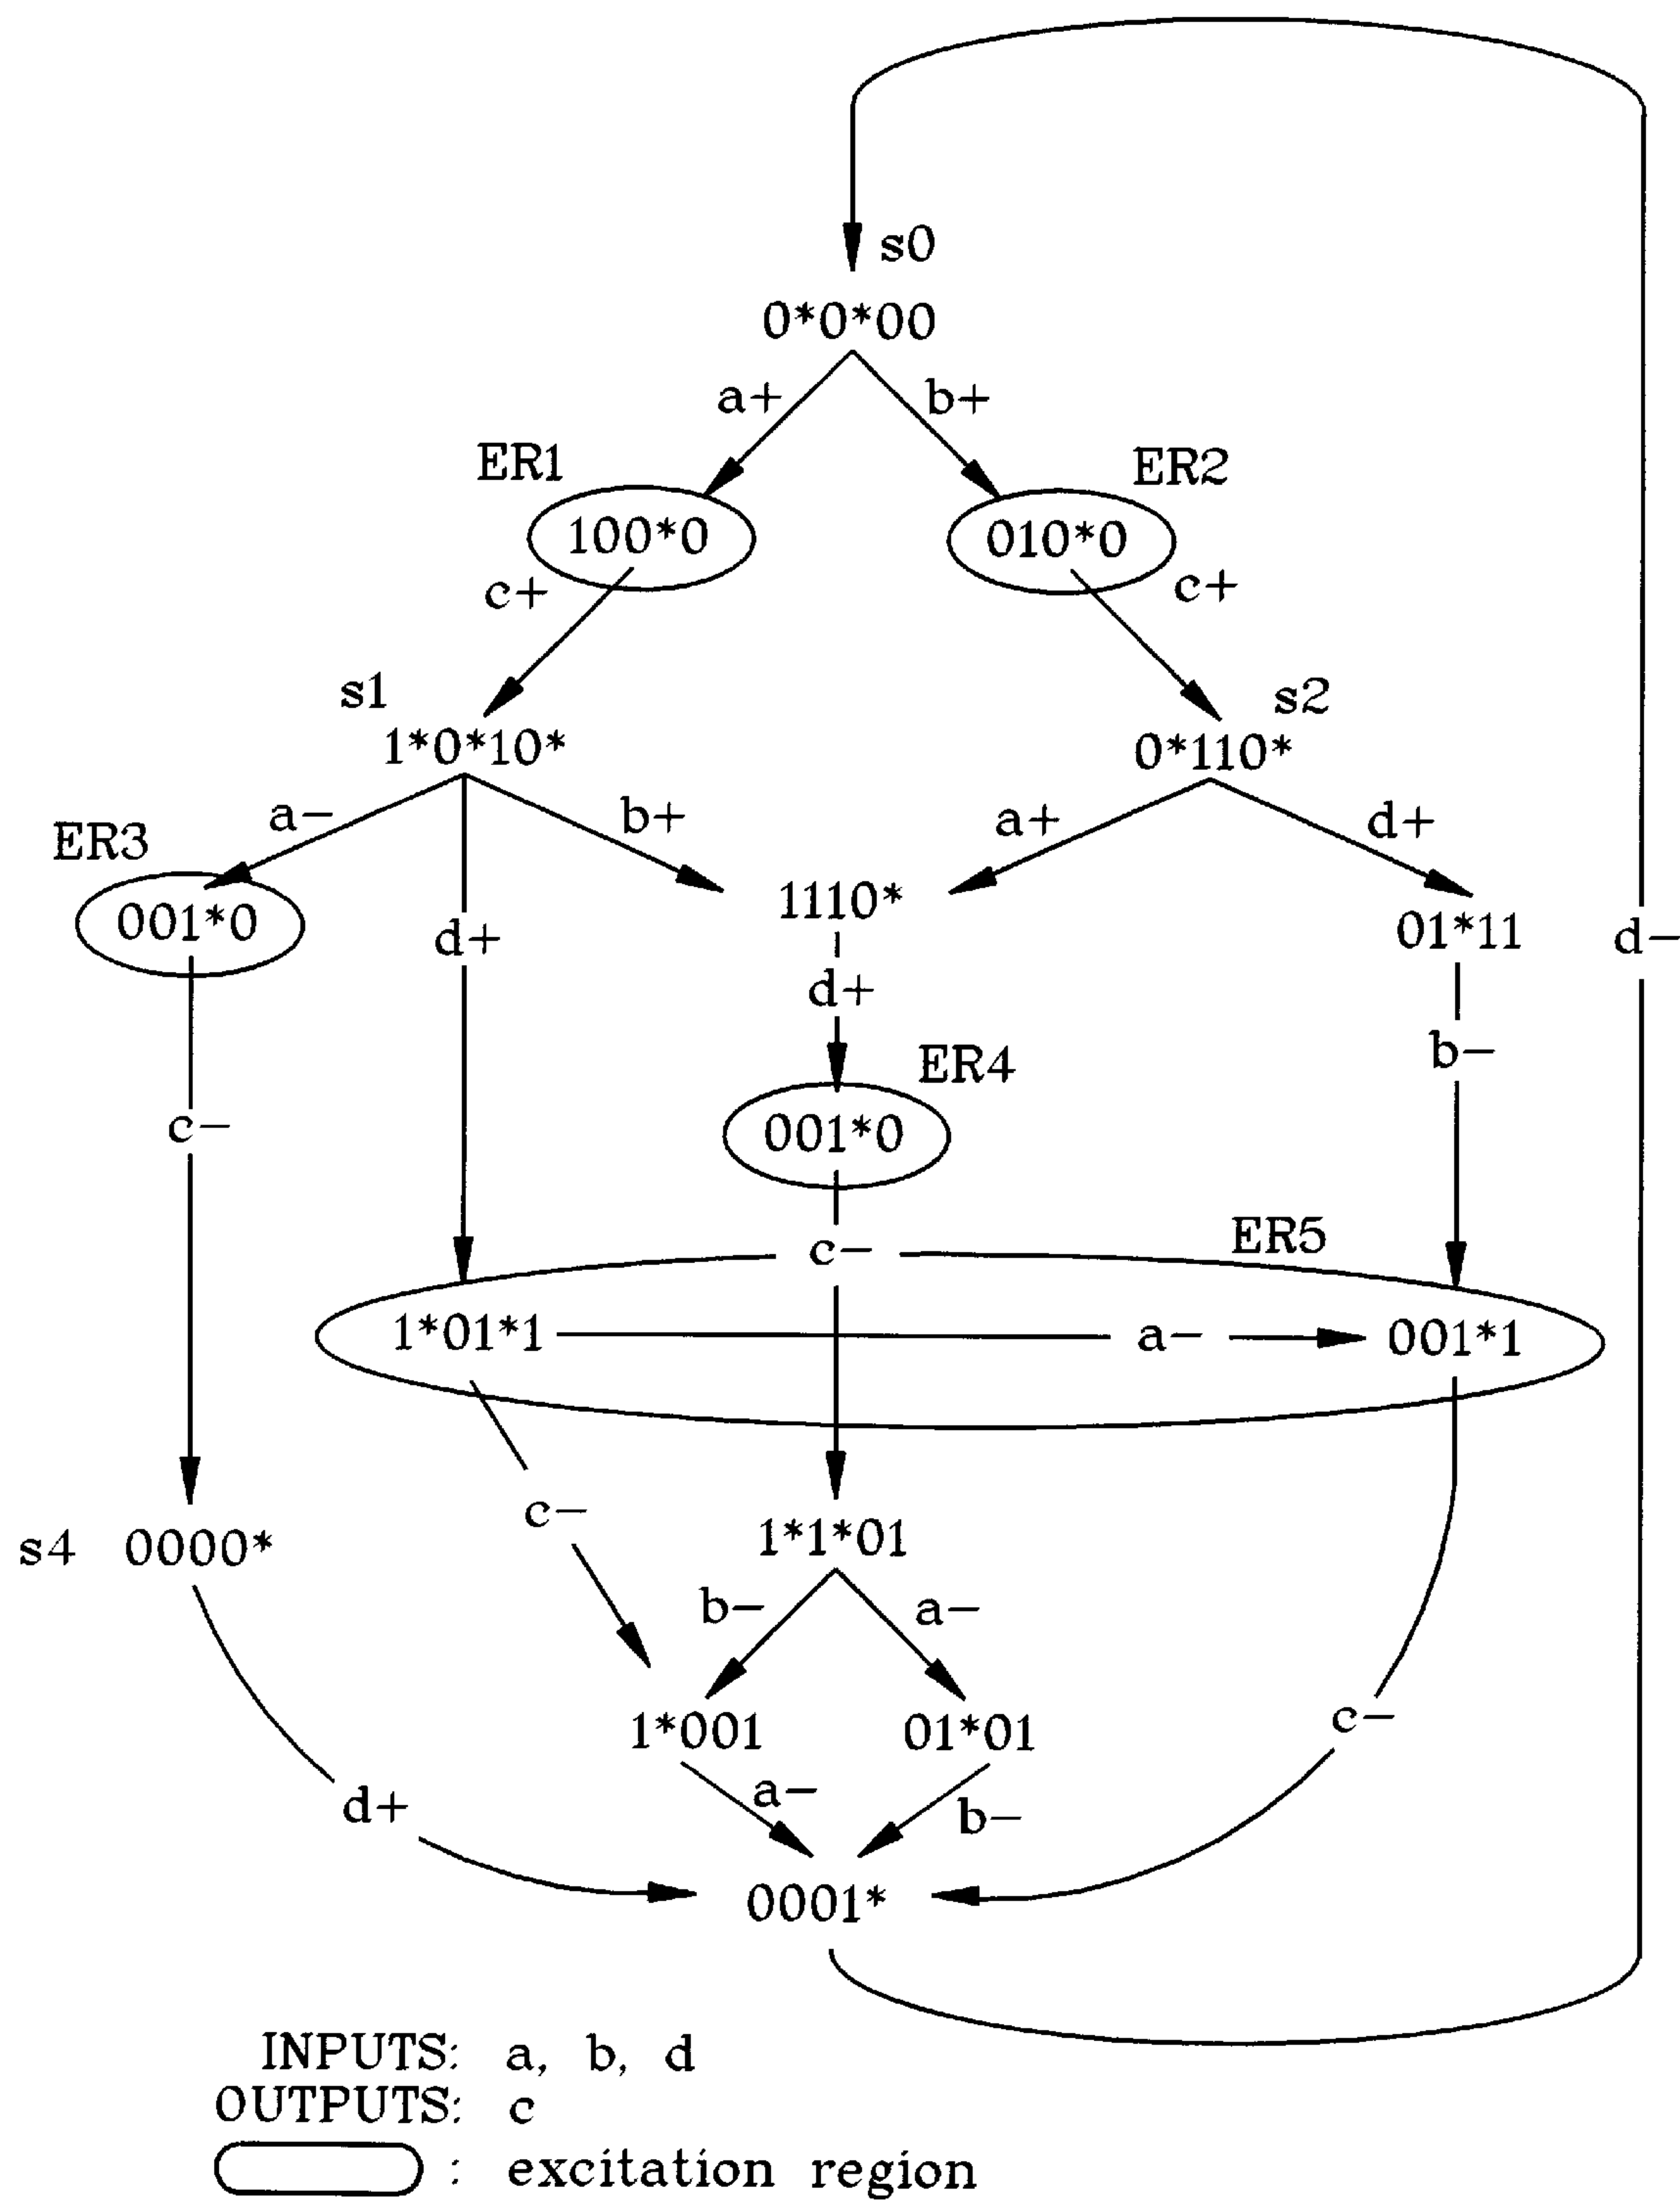 s0
0*0*00
a+ b+
ER1 ER2
100*0 010*0
c+ c+
s1 s2
1*0*10* 0*110*
a- b+ a+ d+
ER3
001*0 1110* 01*11
d+ d-
d+
b-
ER4
c- 001*0
ER5
c-
1*01*1 a- 001*1
c-
s4 0000* 1*1*01
b- a-
1*001 01*01 c-
a- b-
d+
0001*
INPUTS: a, b, d
OUTPUTS: c
: excitation region